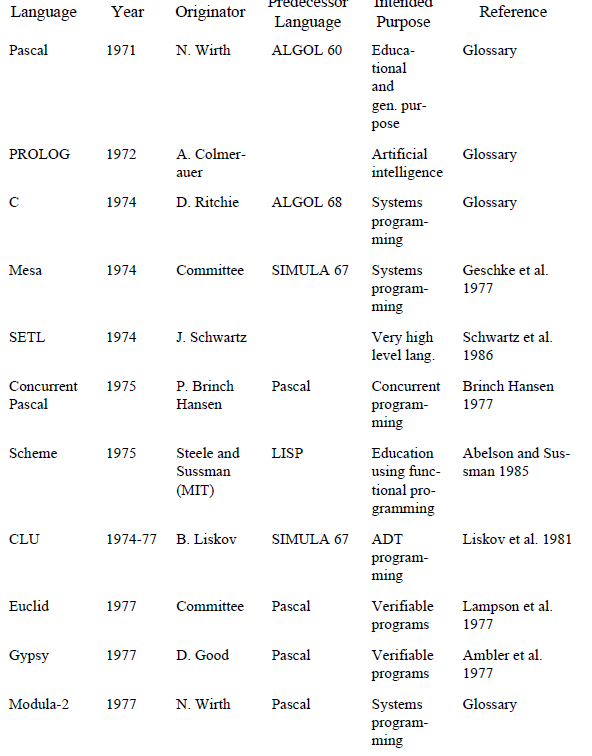 Predecessor Intended
Language Year Originator Language Purpose Reference
Pascal 1971 N. Wirth ALGOL 60 Educa-
tional
and
gen. pur-
pose
Glossary
PROLOG 1972 A. Colmer-
auer
Artificial
intelligence
Glossary
C 1974 D. Ritchie ALGOL 68 Systems
program-
ming
Glossary
Mesa 1974 Committee SIMULA 67 Systems
program-
ming
Geschke et al.
1977
SETL 1974 J. Schwartz Very high
level lang.
Schwartz et al.
1986
Concurrent
Pascal
1975 P. Brinch
Hansen
Pascal Concurrent
program-
ming
Brinch Hansen
1977
Scheme 1975 Steele and
Sussman
(MIT)
LISP Education
using func-
tional pro-
gramming
Abelson and Sus-
sman 1985
CLU 1974-77 B. Liskov SIMULA 67 ADT
program-
ming
Liskov et al. 1981
Euclid 1977 Committee Pascal Verifiable
programs
Lampson et al.
1977
Gypsy 1977 D. Good Pascal Verifiable
programs
Ambler et al.
1977
Modula-2 1977 N. Wirth Pascal Systems
program-
ming
Glossary